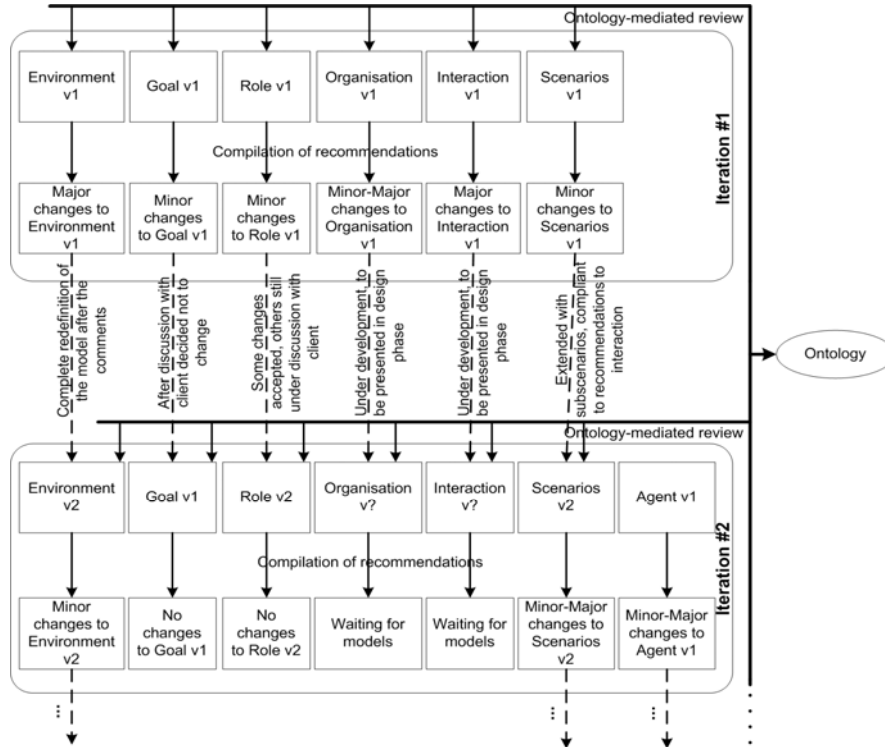 Ontology-mediated review
Environment
v1
Goal v1
Role v1
Organisation
v1
Interaction
v1
Scenarios
v1
Iteration #1
Compilation of recommendations
Major
changes to
Environment
v1
Minor
changes
to Goal v1
Minor
changes
to Role v1
Minor-Major
changes to
Organisation
v1
Major
changes to
Interaction
v1
Minor
changes to
Scenarios
v1
Complete redefinition of
the model after the
comments
After discussion with
client decided not to
change
Some changes
accepted, others still
under discussion with
client
Under development, to
be presented in design
phase
Under development, to
be presented in design
phase
Extended with
subscenarios, compliant
to recommendations to
interaction
Ontology
Ontology-mediated review
Environment
v2
Goal v1
Role v2
Organisation
v?
Interaction
v?
Scenarios
v2
Agent v1
Iteration #2
Compilation of recommendations
Minor
changes to
Environment
v2
No
changes
to Goal v1
No
changes
to Role v2
Waiting for
models
Waiting for
models
Minor-Major
changes to
Scenarios
v2
Minor-Major
changes to
Agent v1
...
...
...